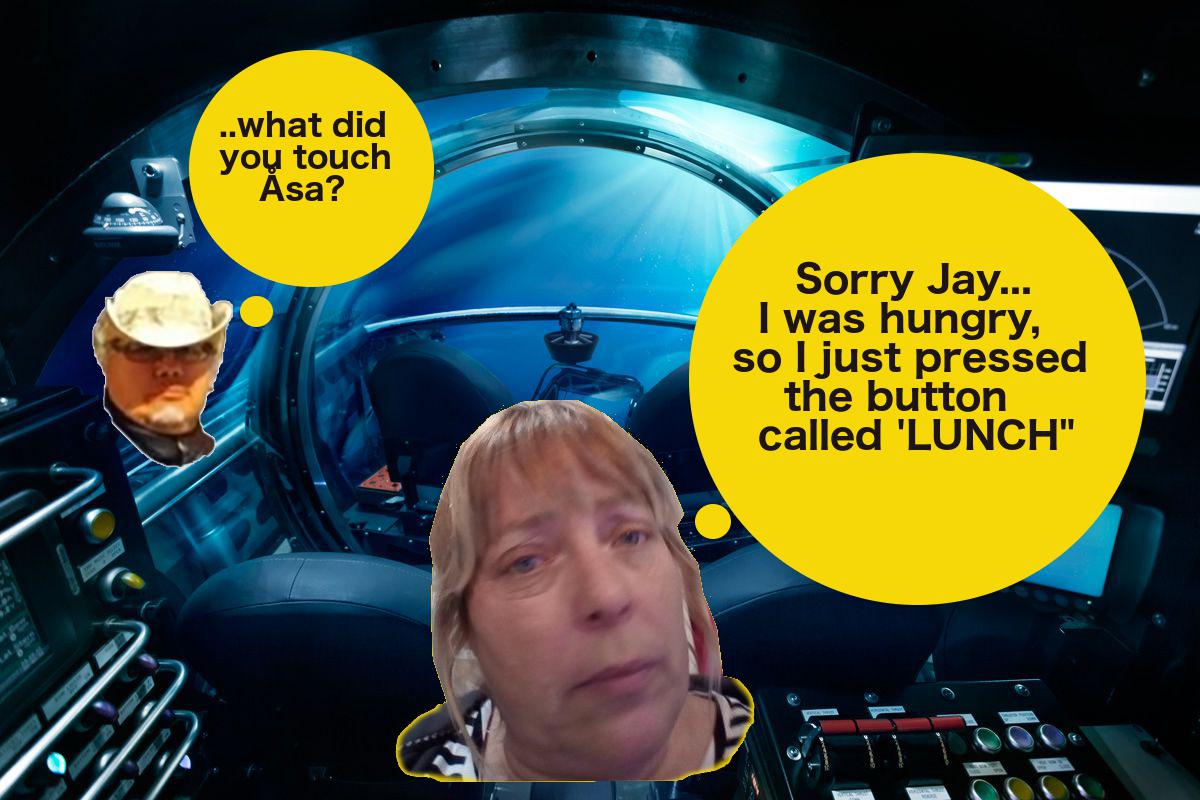 ..what did
you touch
Åsa?
Sorry Jay...
I was hungry,
so I just pressed
the button
called 'LUNCH"